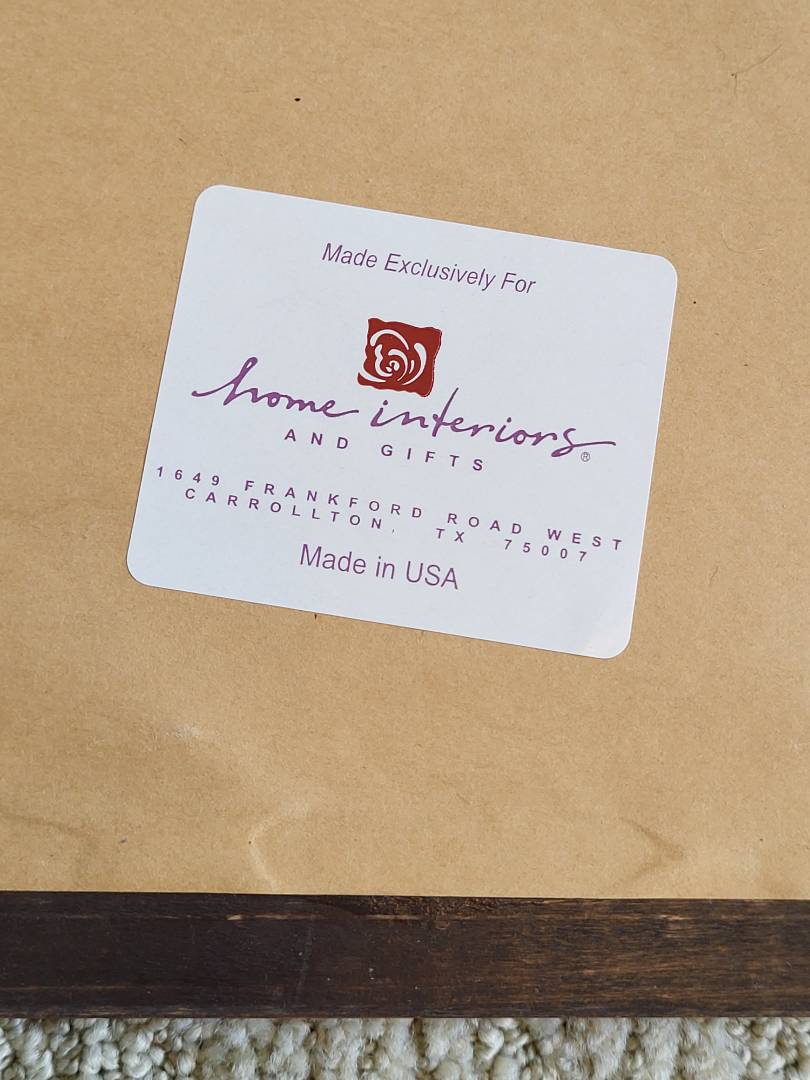 Made Exclusively For
home interiors®
AND GIFTS
1649 FRANKFORD ROAD WEST
CARROLLTON, TX 75007
Made in USA